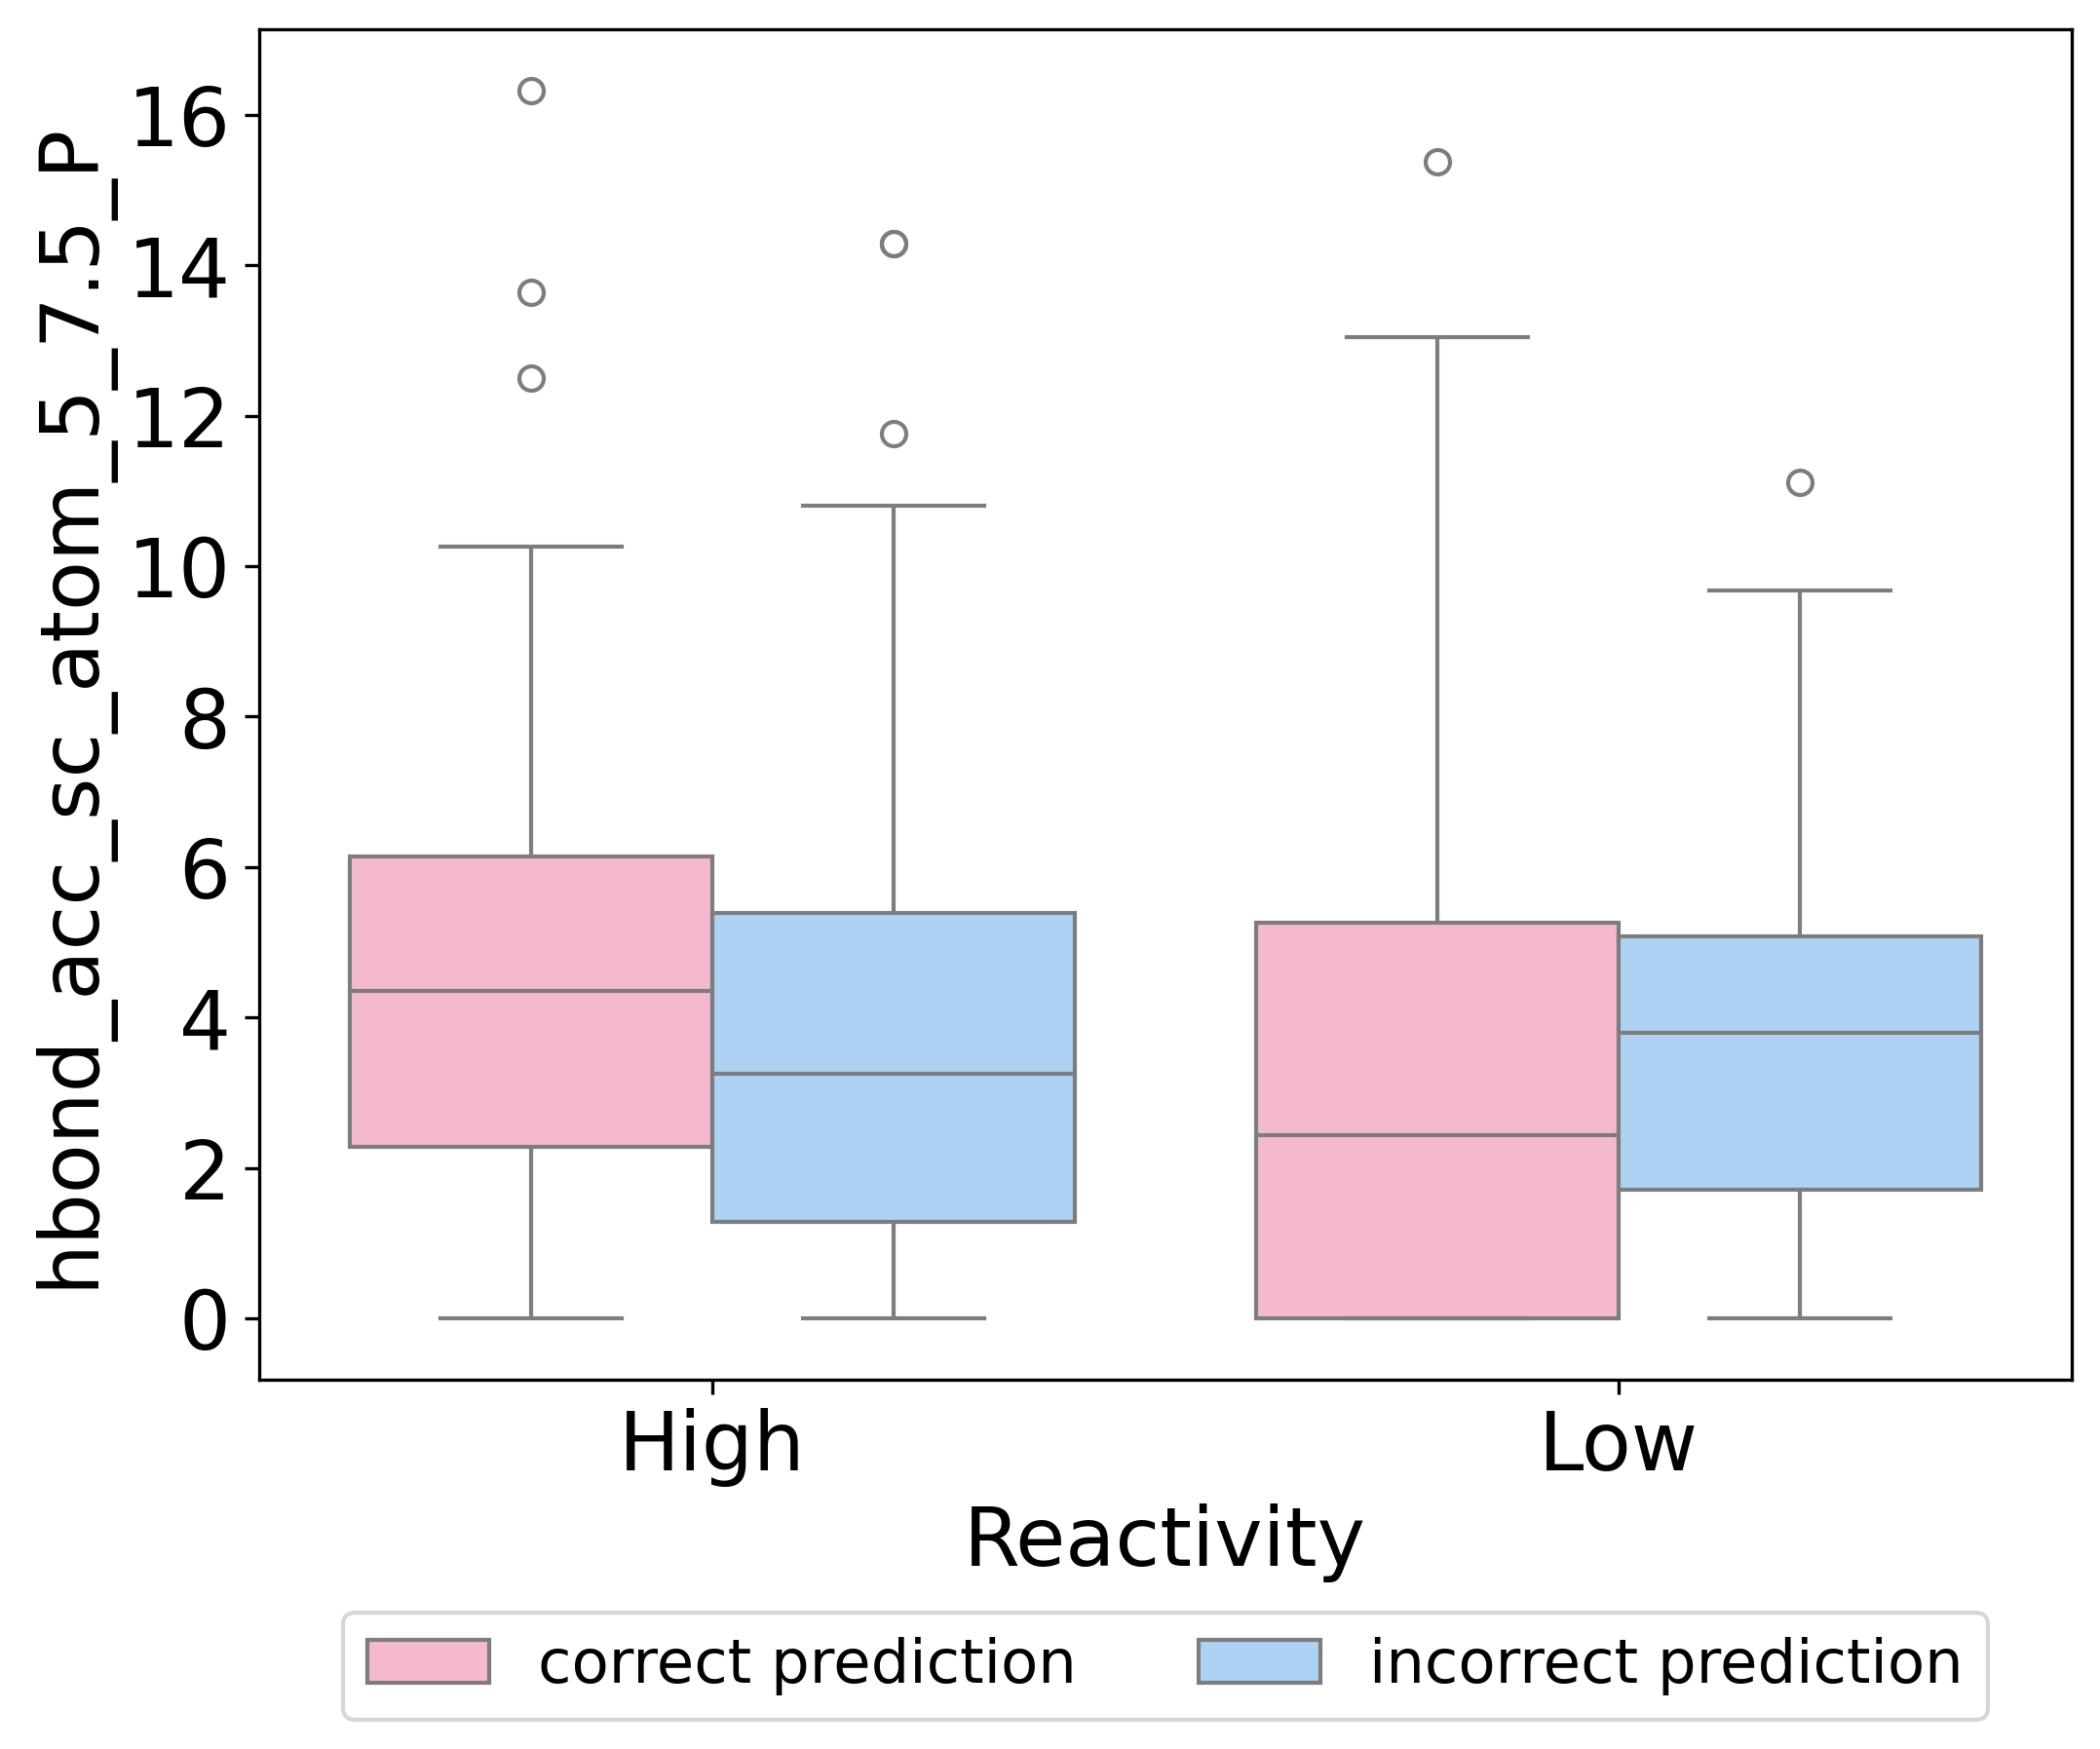 hbond_acc_sc_atom_5_7.5_P
16
14
12
10
8
6
4
2
0
High Low
Reactivity
correct prediction incorrect prediction